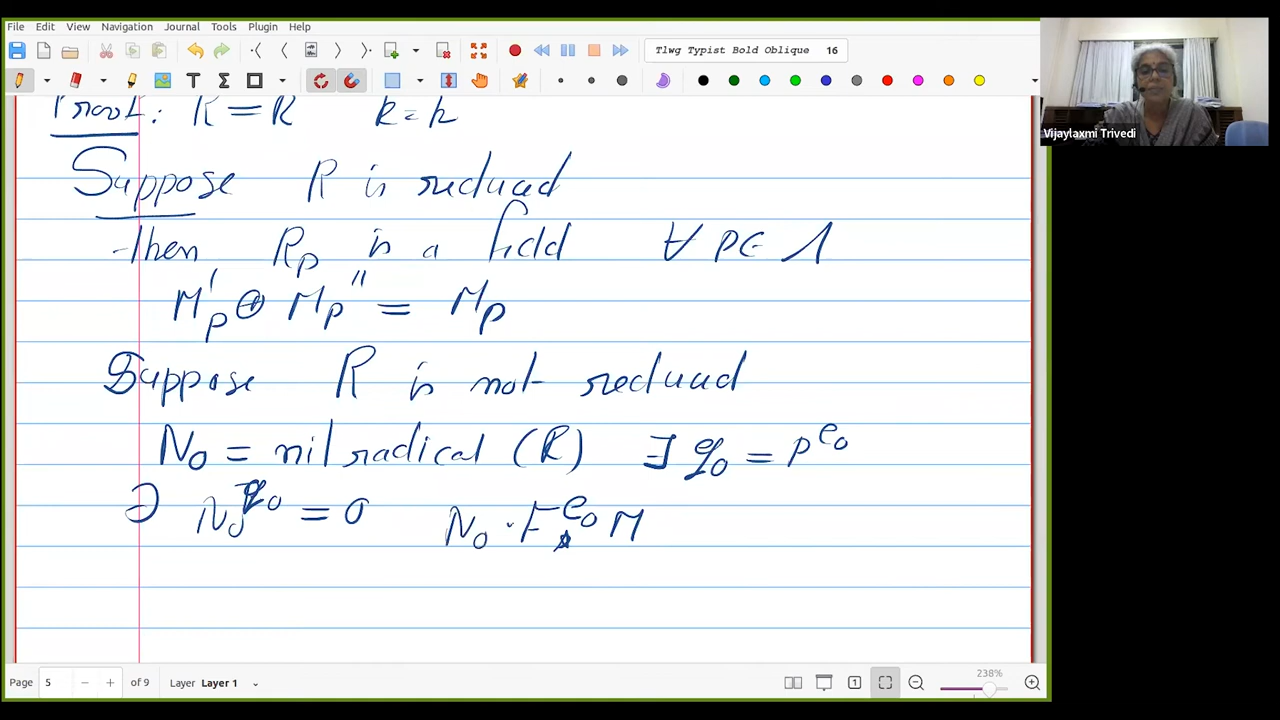 File Edit View Navigation Journal Tools Plugin Help
Tlwg Typist Bold Oblique 16
Vijaylaxmi Trivedi
Proof: R = R k = k
Suppose R is reduced
Then R_p is a field ∀ P ∈ Λ
M'_p ⊕ M_p'' = M_p
Suppose R is not reduced
N_0 = nilradical (R) ∃ q_0 = p^{e_0}
∋ N_0^{q_0} = 0 N_0 · F_*^{e_0} M
Page 5 of 9 Layer Layer 1 238%